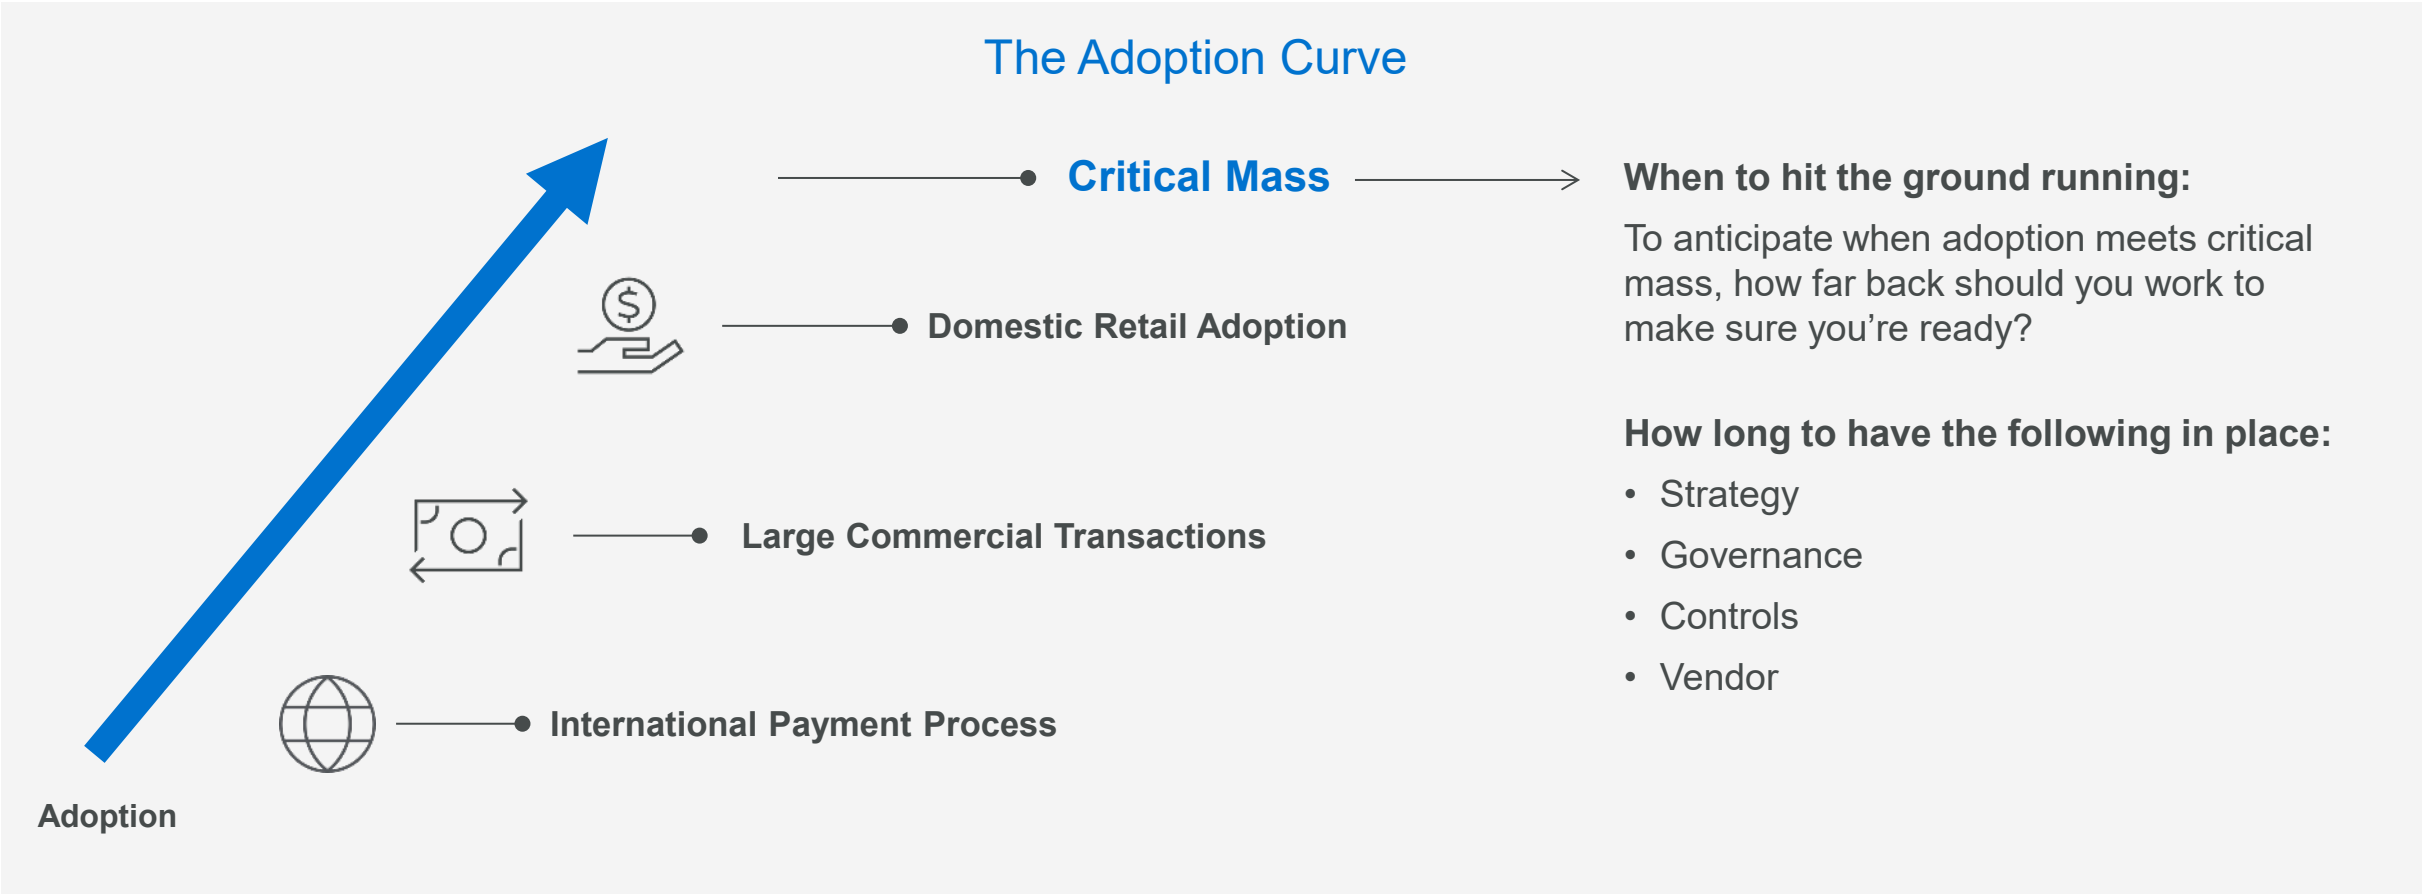 The Adoption Curve
Critical Mass
Domestic Retail Adoption
Large Commercial Transactions
International Payment Process
Adoption
When to hit the ground running:
To anticipate when adoption meets critical
mass, how far back should you work to
make sure you’re ready?
How long to have the following in place:
• Strategy
• Governance
• Controls
• Vendor